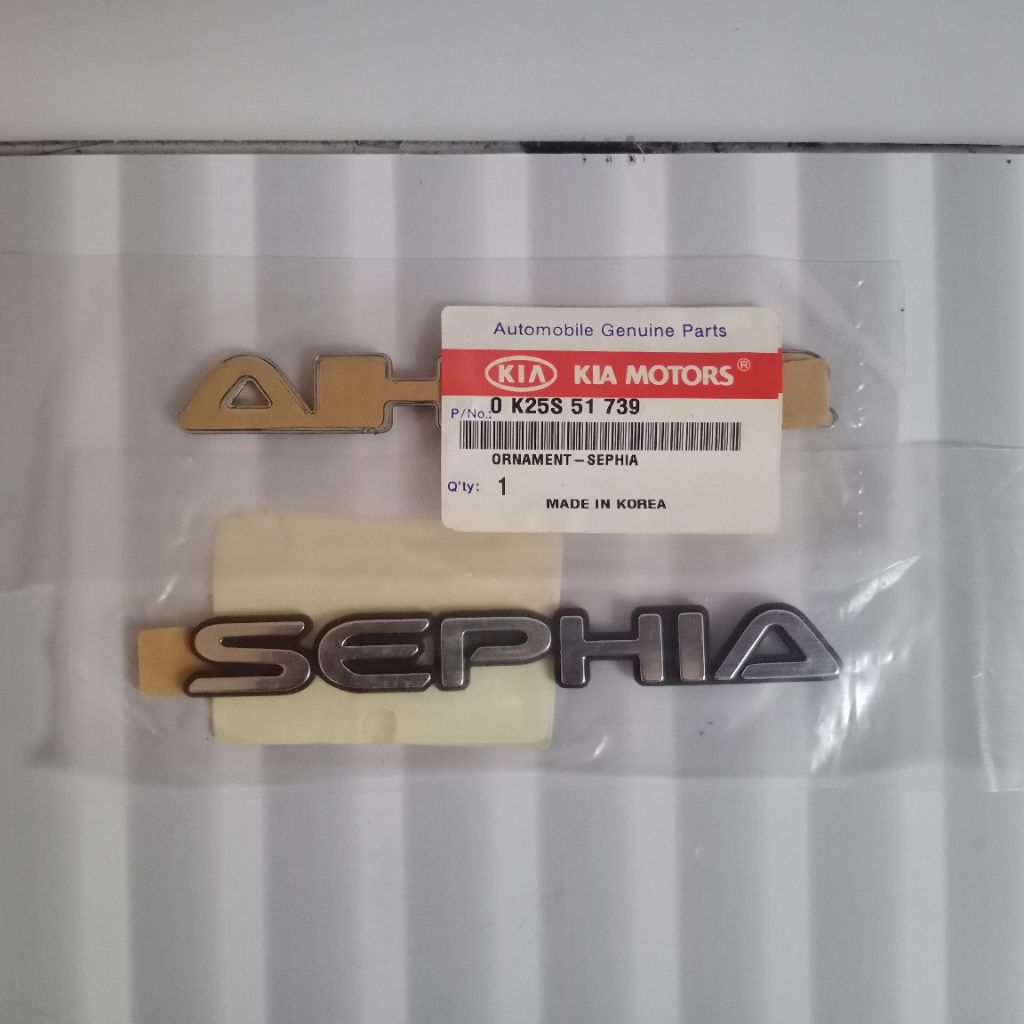 Automobile Genuine Parts
KIA KIA MOTORS®
P/No.: 0 K25S 51 739
ORNAMENT-SEPHIA
Q'ty: 1
MADE IN KOREA
SEPHIA